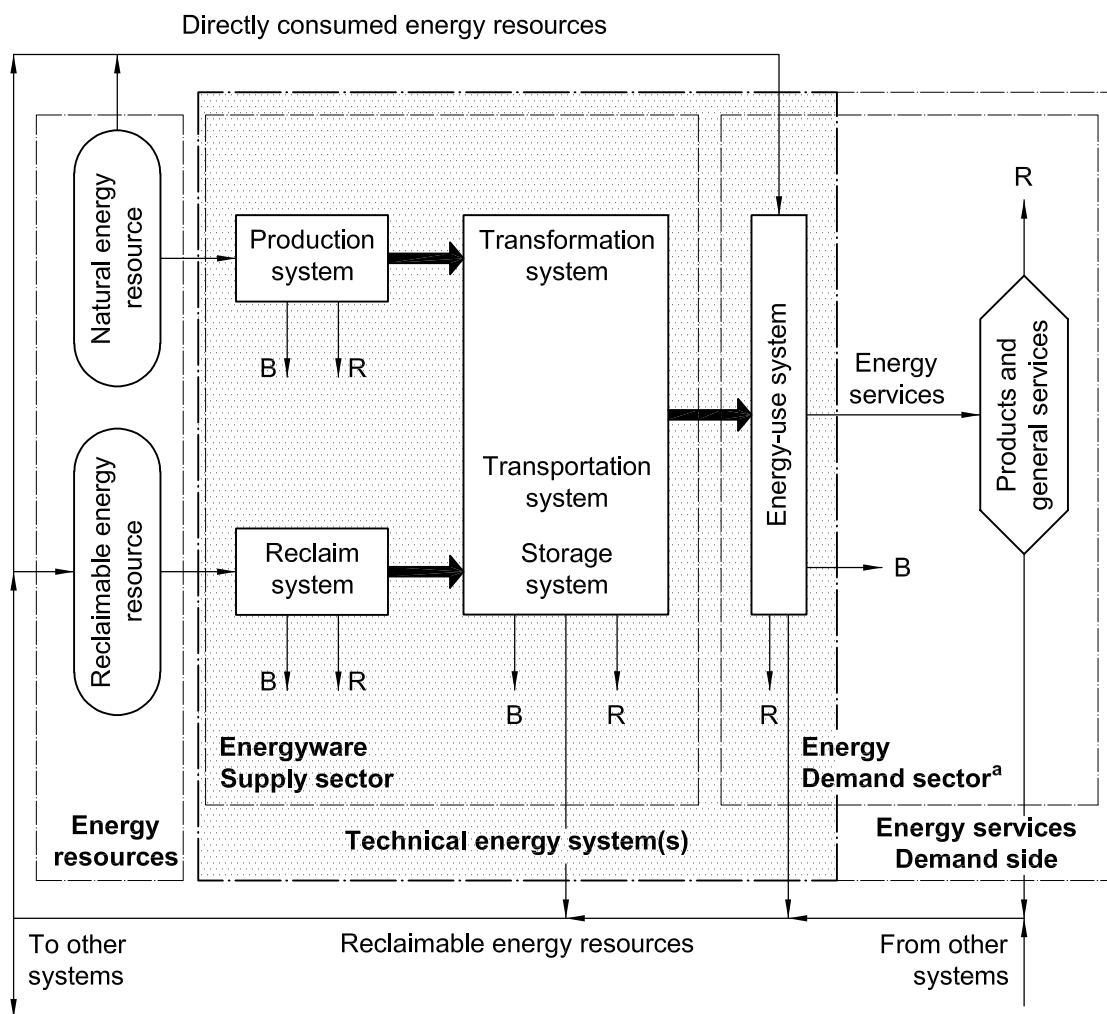 Directly consumed energy resources
Natural energy
resource
Production
system
B
R
Transformation
system
Transportation
system
Storage
system
Energy-use system
Energy
services
Products and
general services
R
B
Reclaimable energy
resource
Reclaim
system
B
R
B
R
R
Energyware
Supply sector
Energy
Demand sectorᵃ
Energy
resources
Technical energy system(s)
Energy services
Demand side
To other
systems
Reclaimable energy resources
From other
systems